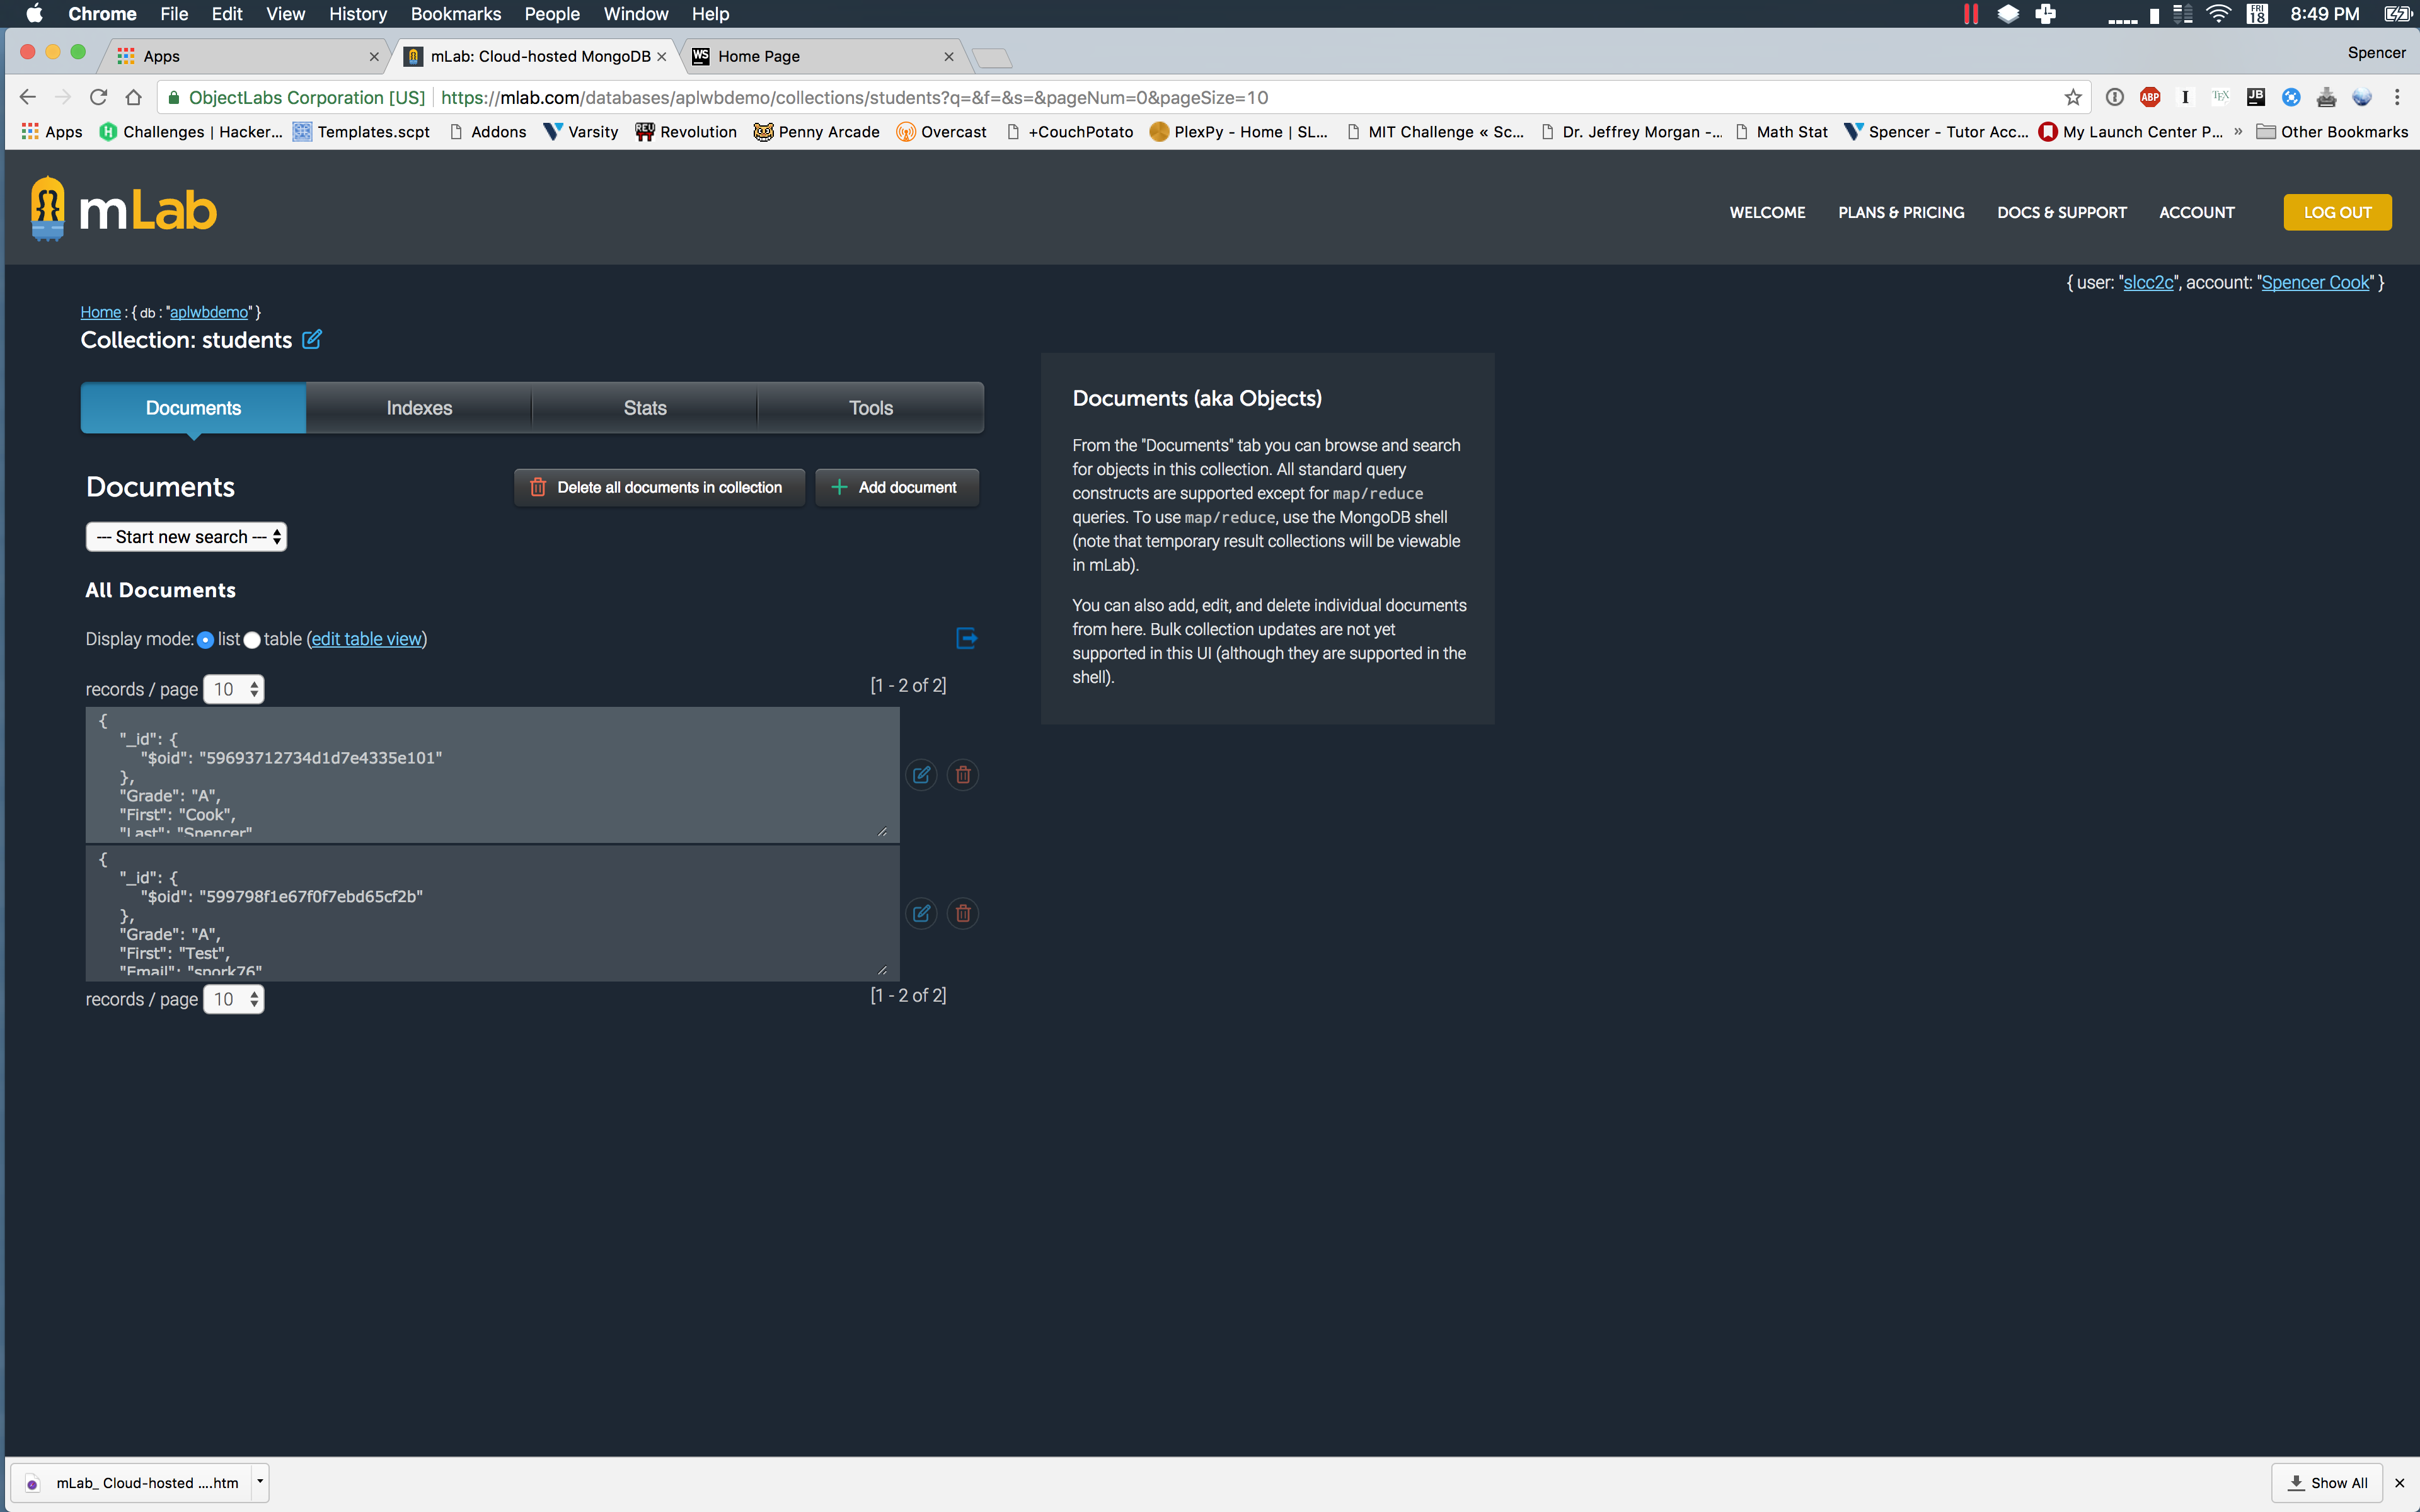 Chrome File Edit View History Bookmarks People Window Help FRI 18 8:49 PM
Apps mLab: Cloud-hosted MongoDB WS Home Page Spencer
ObjectLabs Corporation [US] https://mlab.com/databases/aplwbdemo/collections/students?q=&f=&s=&pageNum=0&pageSize=10 ABP I TEX JB
Apps Challenges | Hacker... Templates.scpt Addons Varsity REU Revolution Penny Arcade Overcast +CouchPotato PlexPy - Home | SL... MIT Challenge « Sc... Dr. Jeffrey Morgan -... Math Stat Spencer - Tutor Acc... My Launch Center P... » Other Bookmarks
mLab WELCOME PLANS & PRICING DOCS & SUPPORT ACCOUNT LOG OUT
{ user: "slcc2c", account: "Spencer Cook" }
Home : { db : "aplwbdemo" }
Collection: students
Documents Indexes Stats Tools
Documents Delete all documents in collection Add document
--- Start new search ---
All Documents
Display mode: list table (edit table view)
records / page 10 [1 - 2 of 2]
{
"_id": {
"$oid": "59693712734d1d7e4335e101"
},
"Grade": "A",
"First": "Cook",
"Last": "Spencer"
{
"_id": {
"$oid": "599798f1e67f0f7ebd65cf2b"
},
"Grade": "A",
"First": "Test",
"Email": "spork76"
records / page 10 [1 - 2 of 2]
Documents (aka Objects)
From the "Documents" tab you can browse and search
for objects in this collection. All standard query
constructs are supported except for map/reduce
queries. To use map/reduce, use the MongoDB shell
(note that temporary result collections will be viewable
in mLab).
You can also add, edit, and delete individual documents
from here. Bulk collection updates are not yet
supported in this UI (although they are supported in the
shell).
mLab_ Cloud-hosted ....htm Show All